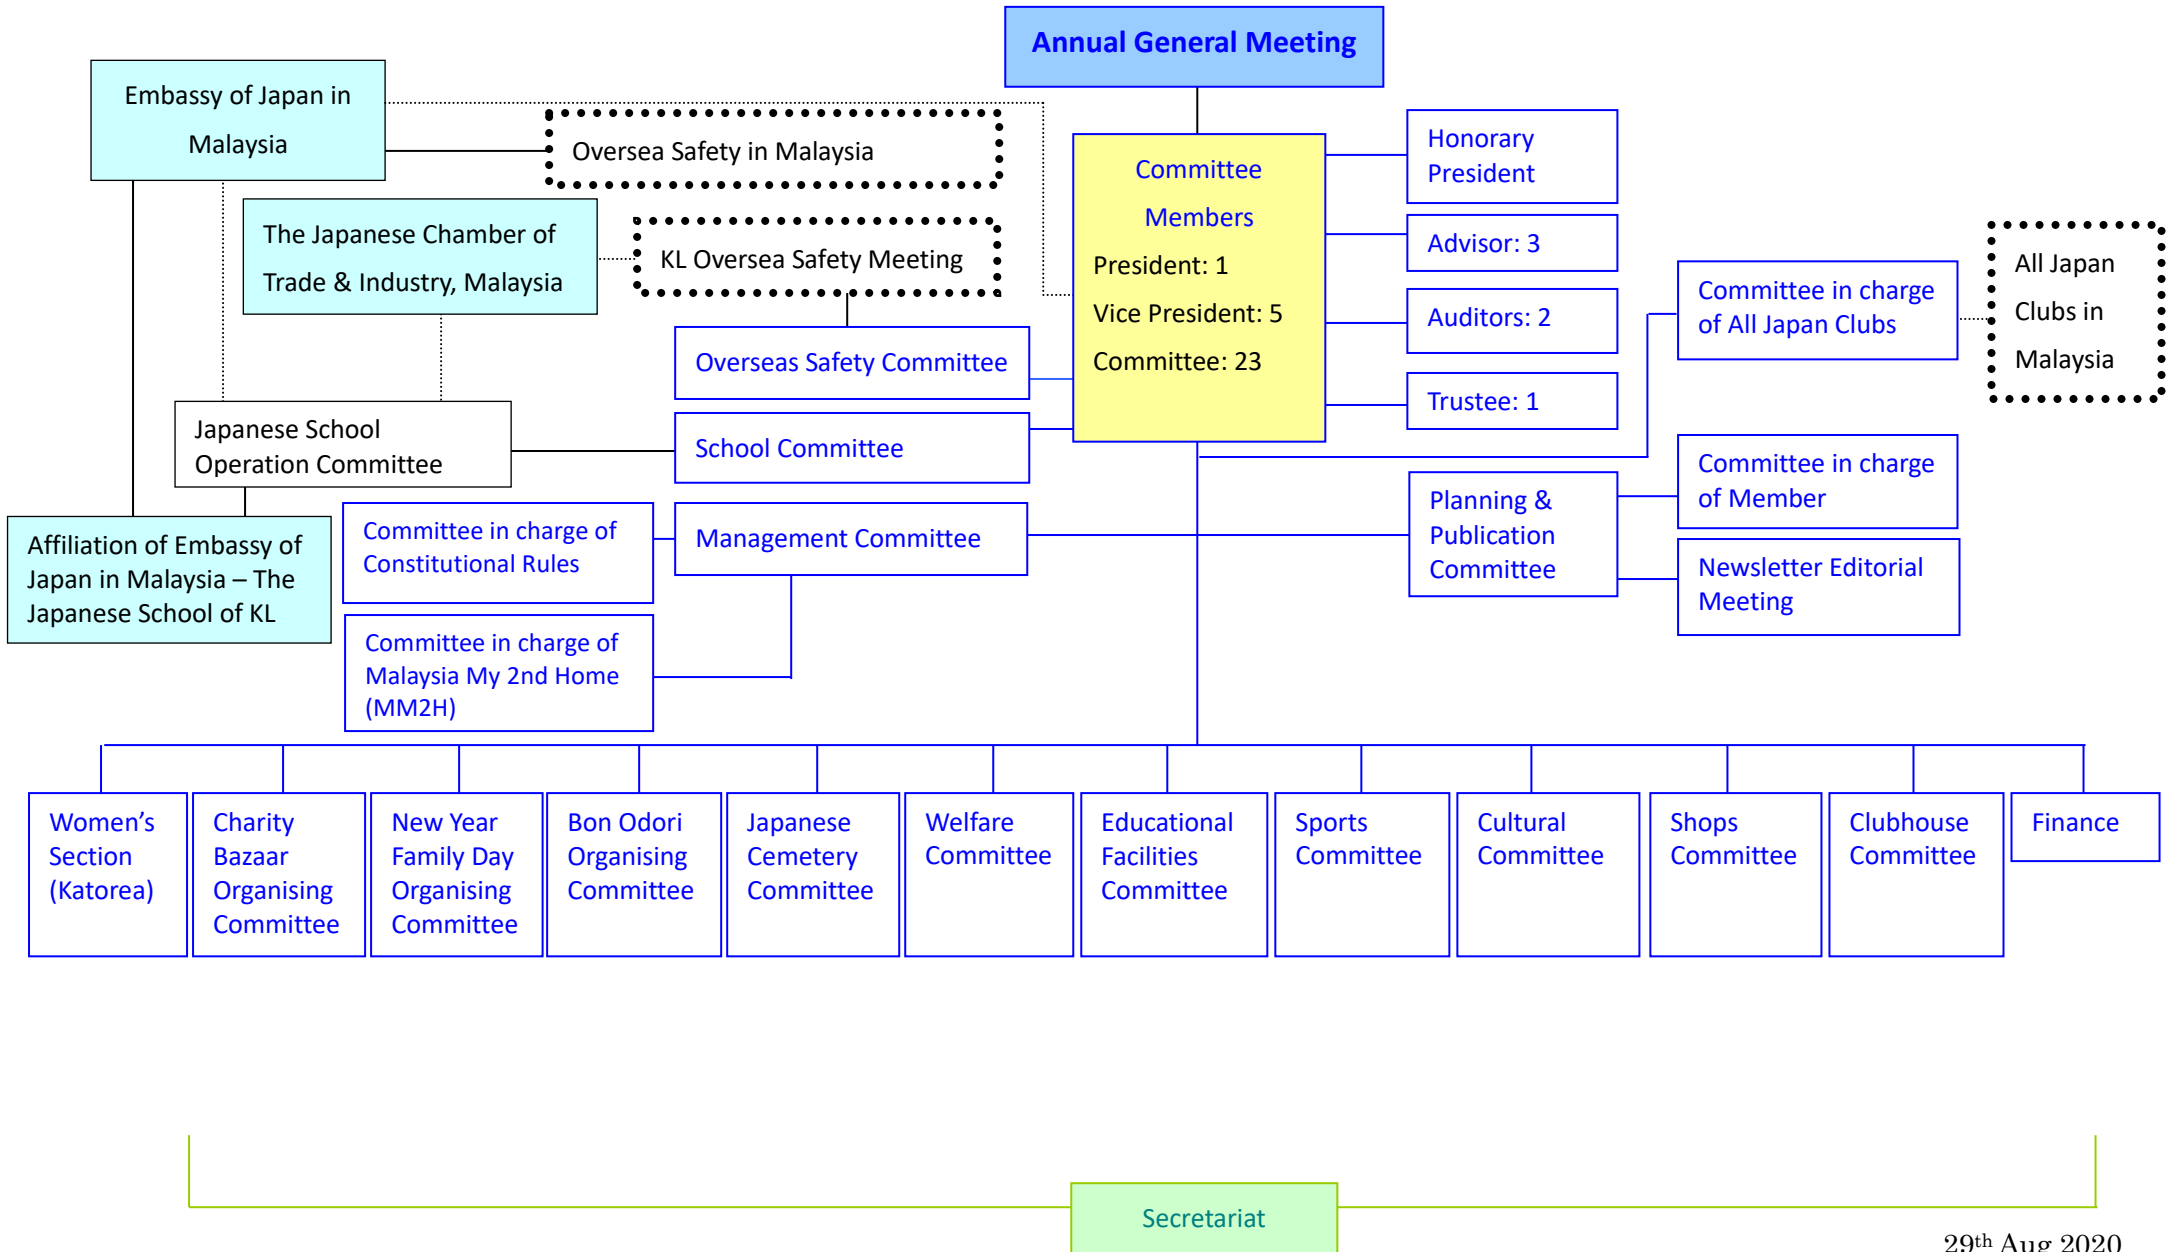 Annual General Meeting
Embassy of Japan in
Malaysia
Oversea Safety in Malaysia
The Japanese Chamber of
Trade & Industry, Malaysia
KL Oversea Safety Meeting
Committee
Members
President: 1
Vice President: 5
Committee: 23
Honorary
President
Advisor: 3
Auditors: 2
Trustee: 1
Committee in charge
of All Japan Clubs
All Japan
Clubs in
Malaysia
Overseas Safety Committee
Japanese School
Operation Committee
School Committee
Affiliation of Embassy of
Japan in Malaysia – The
Japanese School of KL
Committee in charge of
Constitutional Rules
Management Committee
Planning &
Publication
Committee
Committee in charge
of Member
Newsletter Editorial
Meeting
Committee in charge of
Malaysia My 2nd Home
(MM2H)
Women’s
Section
(Katorea)
Charity
Bazaar
Organising
Committee
New Year
Family Day
Organising
Committee
Bon Odori
Organising
Committee
Japanese
Cemetery
Committee
Welfare
Committee
Educational
Facilities
Committee
Sports
Committee
Cultural
Committee
Shops
Committee
Clubhouse
Committee
Finance
Secretariat
29th Aug 2020